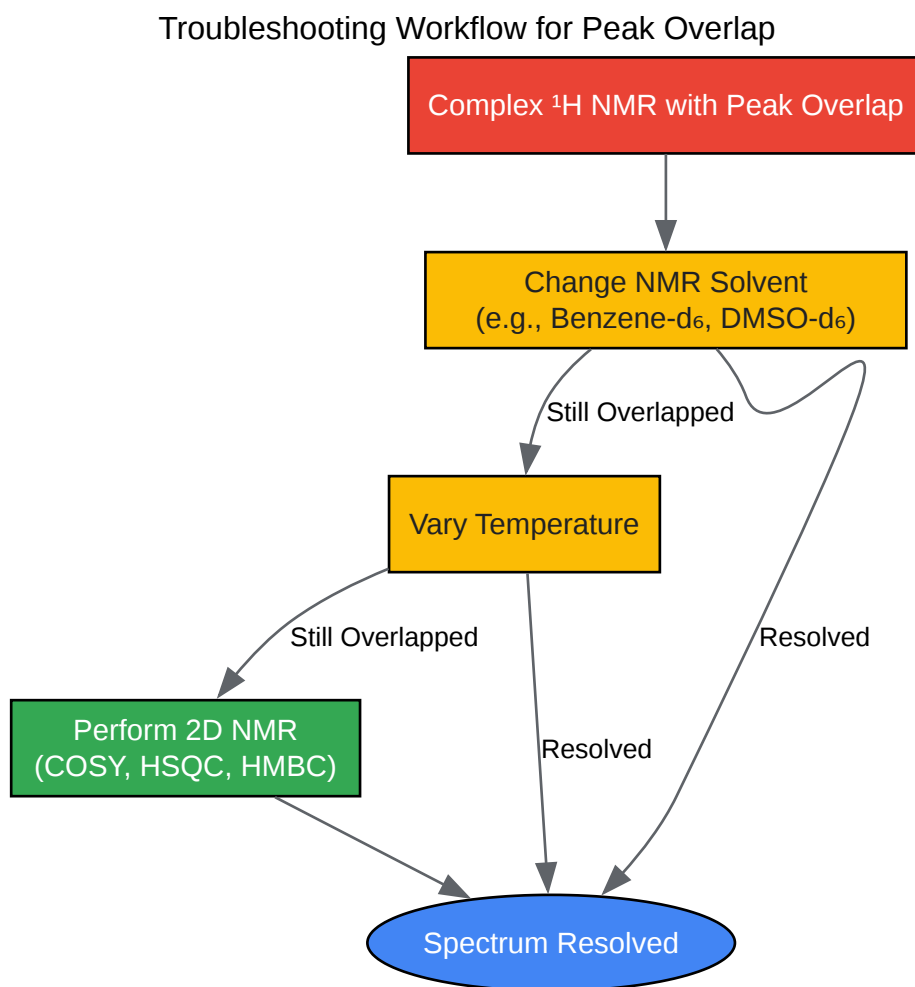 Troubleshooting Workflow for Peak Overlap
Complex ¹H NMR with Peak Overlap
Change NMR Solvent
(e.g., Benzene-d₆, DMSO-d₆)
Still Overlapped
Vary Temperature
Still Overlapped
Resolved
Perform 2D NMR
(COSY, HSQC, HMBC)
Resolved
Spectrum Resolved